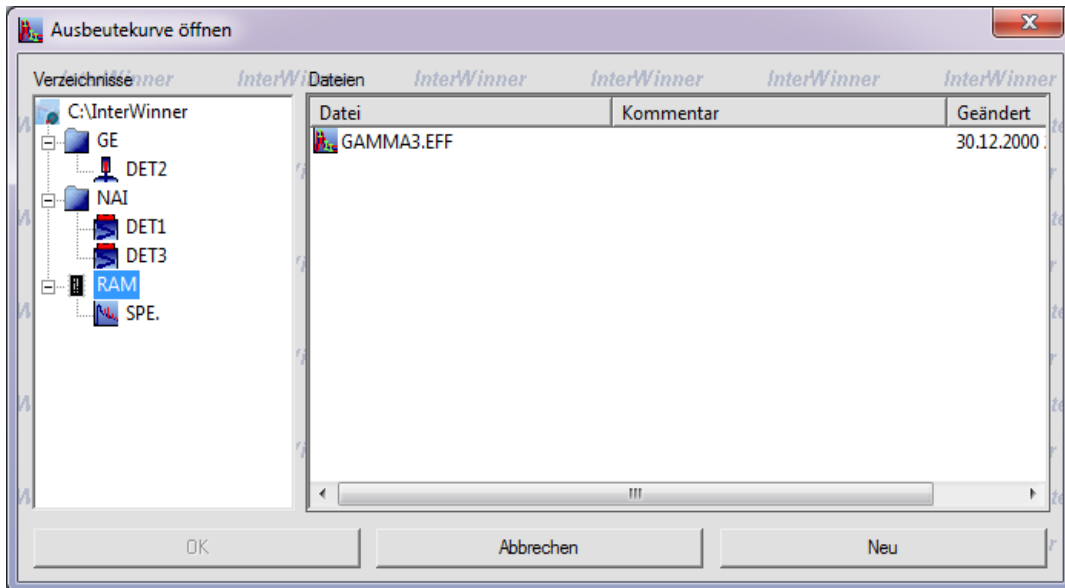 Ausbeutekurve öffnen
Verzeichnisse
C:\InterWinner
GE
DET2
NAI
DET1
DET3
RAM
SPE.
InterWinner InterWinner InterWinner InterWinner
Dateien
Datei Kommentar Geändert
GAMMA3.EFF 30.12.2000
OK Abbrechen Neu